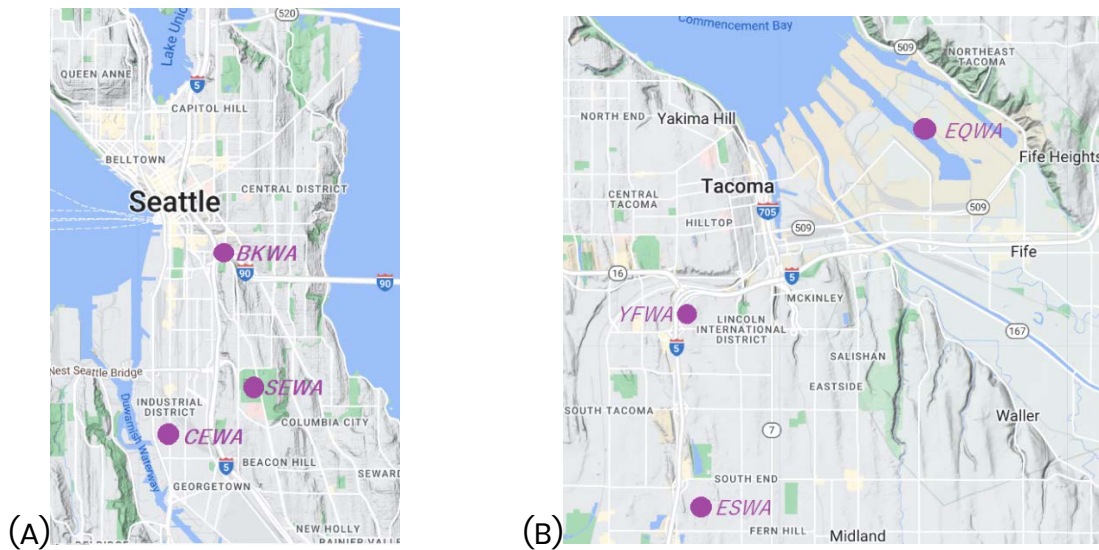 520
Lake Unio
QUEEN ANNE
5
CAPITOL HILL
BELLTOWN
Seattle
CENTRAL DISTRICT
BKWA
90
90
West Seattle Bridge
SEWA
INDUSTRIAL
DISTRICT
COLUMBIA CITY
CEWA
Duwamish Waterway
5
BEACON HILL
SEWARD
GEORGETOWN
NEW HOLLY
RAINIER VALLEY
(A)
Commencement Bay
509
NORTHEAST
TACOMA
NORTH END
Yakima Hill
EQWA
Fife Heights
CENTRAL
TACOMA
Tacoma
705
509
HILLTOP
509
Fife
16
5
MCKINLEY
YFWA
LINCOLN
INTERNATIONAL
DISTRICT
167
5
SALISHAN
EASTSIDE
SOUTH TACOMA
Waller
7
SOUTH END
ESWA
FERN HILL
Midland
(B)